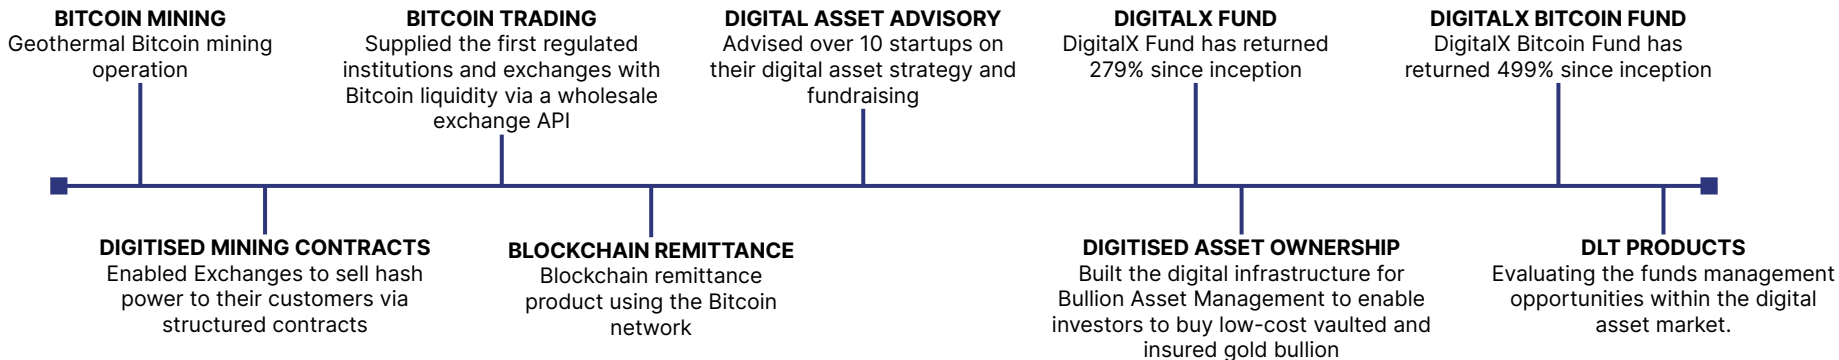 BITCOIN MINING
Geothermal Bitcoin mining
operation
BITCOIN TRADING
Supplied the first regulated
institutions and exchanges with
Bitcoin liquidity via a wholesale
exchange API
DIGITAL ASSET ADVISORY
Advised over 10 startups on
their digital asset strategy and
fundraising
DIGITALX FUND
DigitalX Fund has returned
279% since inception
DIGITALX BITCOIN FUND
DigitalX Bitcoin Fund has
returned 499% since inception
DIGITISED MINING CONTRACTS
Enabled Exchanges to sell hash
power to their customers via
structured contracts
BLOCKCHAIN REMITTANCE
Blockchain remittance
product using the Bitcoin
network
DIGITISED ASSET OWNERSHIP
Built the digital infrastructure for
Bullion Asset Management to enable
investors to buy low-cost vaulted and
insured gold bullion
DLT PRODUCTS
Evaluating the funds management
opportunities within the digital
asset market.